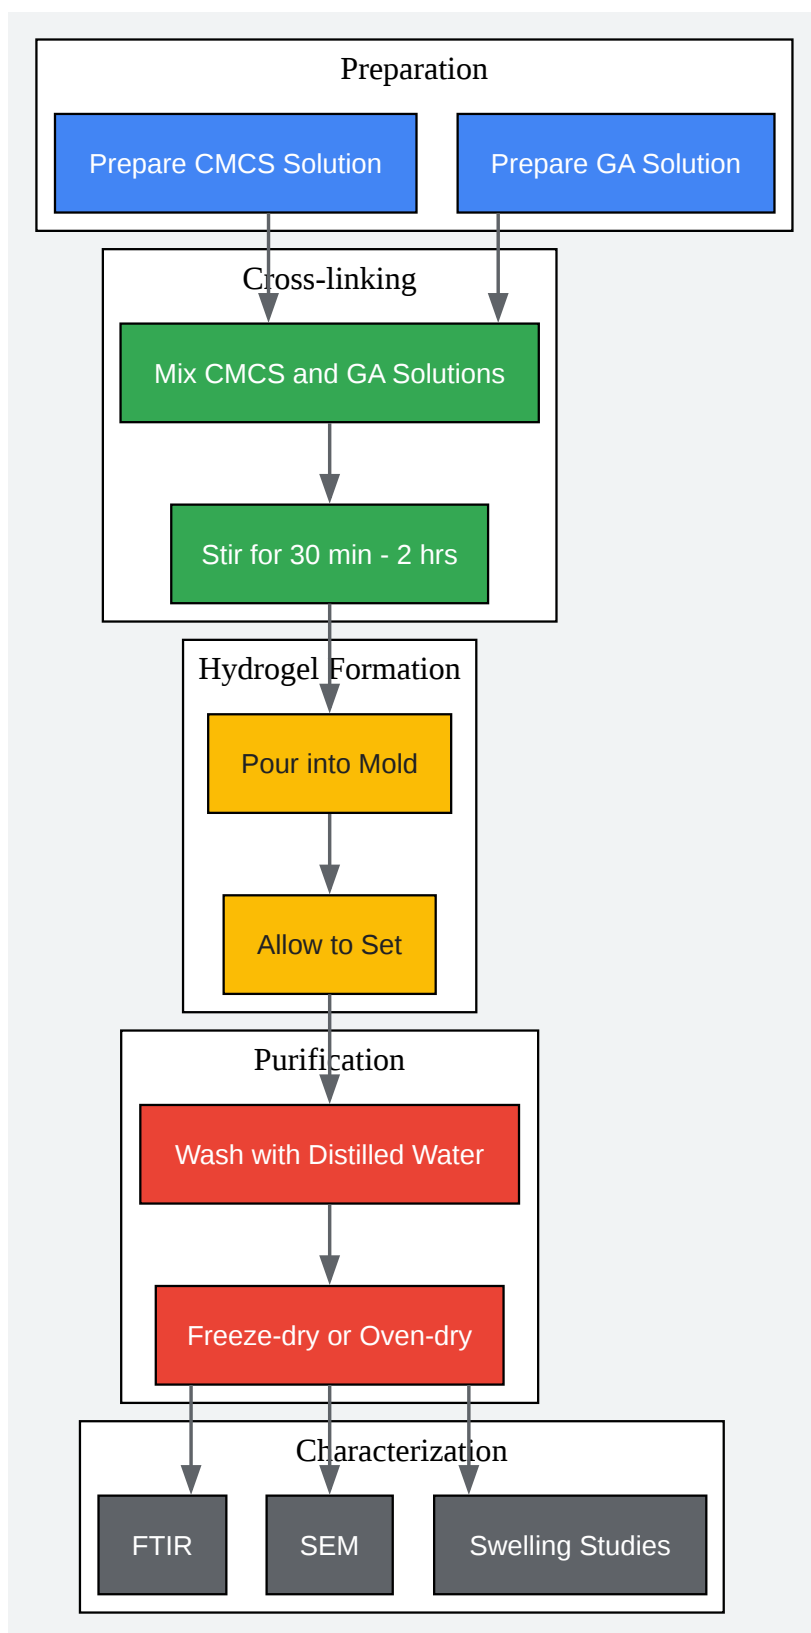 Preparation
Prepare CMCS Solution
Prepare GA Solution
Cross-linking
Mix CMCS and GA Solutions
Stir for 30 min - 2 hrs
Hydrogel Formation
Pour into Mold
Allow to Set
Purification
Wash with Distilled Water
Freeze-dry or Oven-dry
Characterization
FTIR
SEM
Swelling Studies